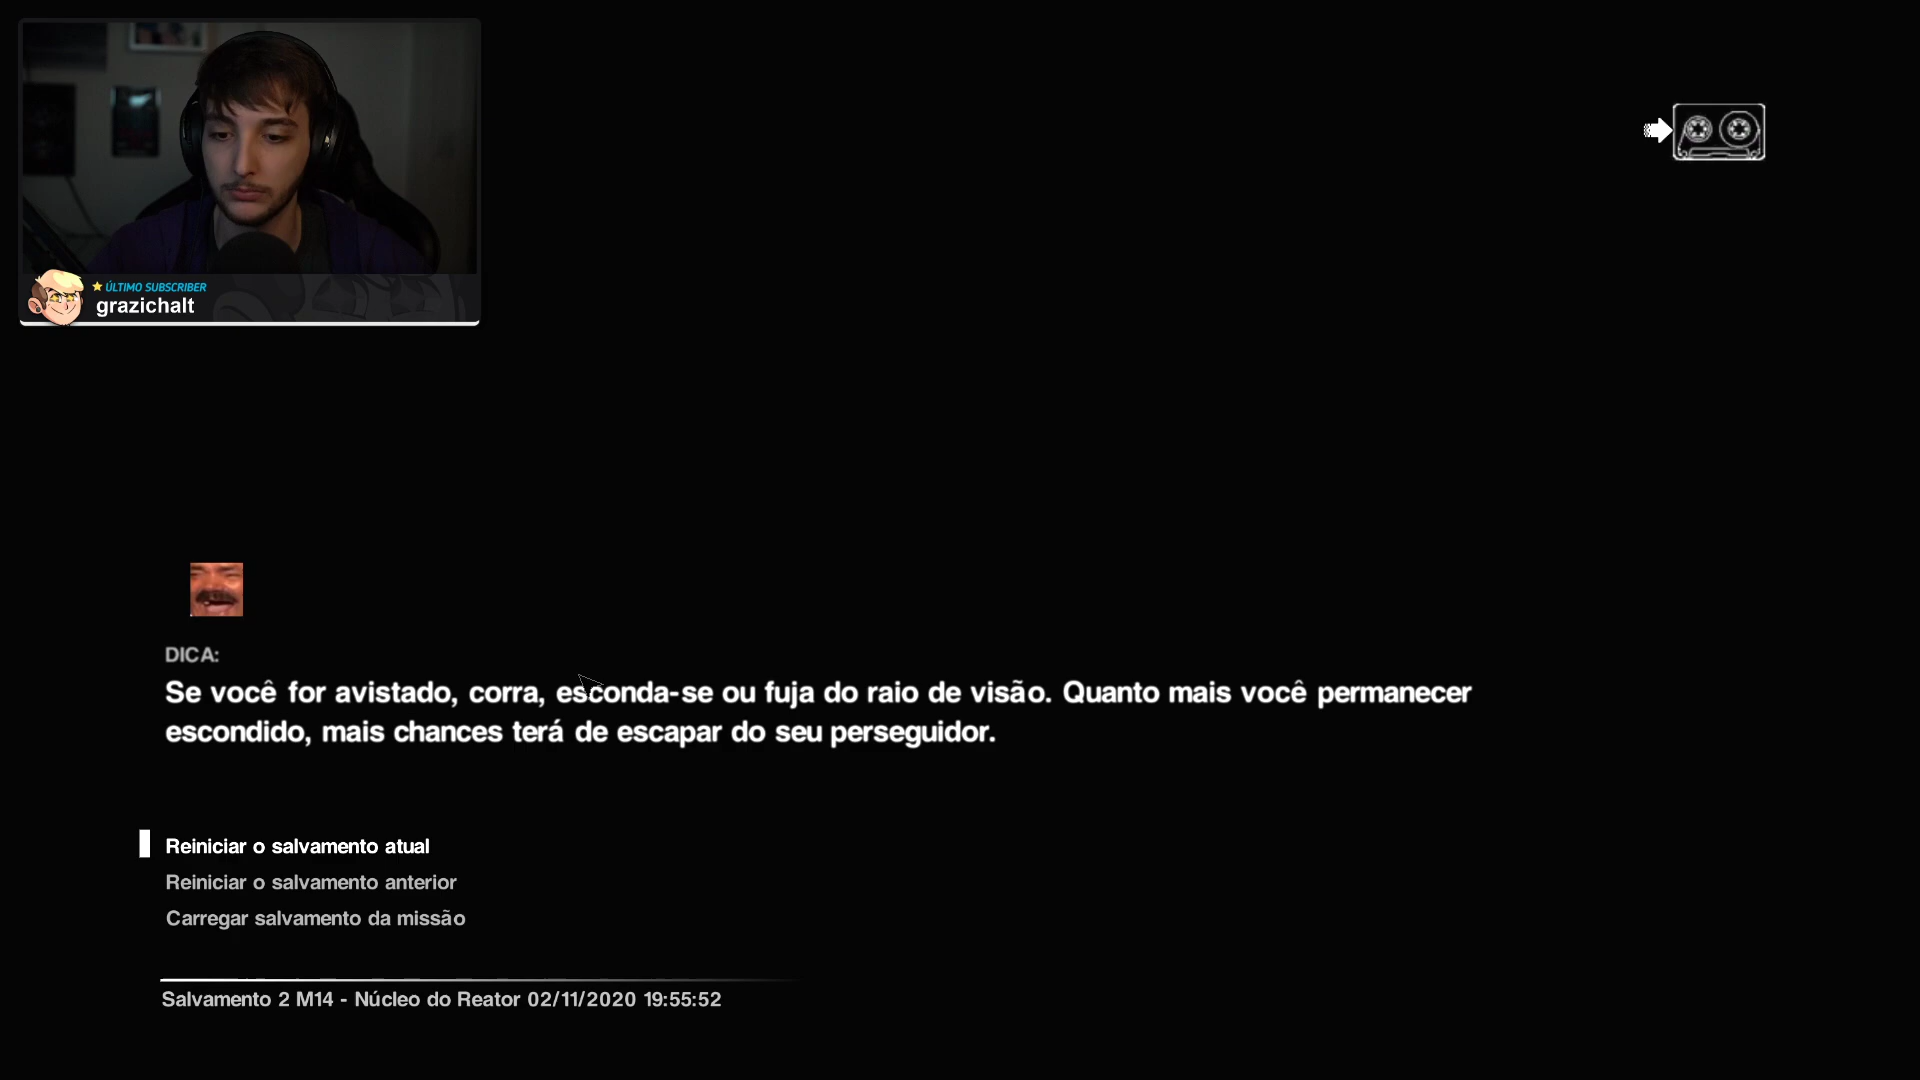 ÚLTIMO SUBSCRIBER
grazichalt
DICA:
Se você for avistado, corra, esconda-se ou fuja do raio de visão. Quanto mais você permanecer
escondido, mais chances terá de escapar do seu perseguidor.
Reiniciar o salvamento atual
Reiniciar o salvamento anterior
Carregar salvamento da missão
Salvamento 2 M14 - Núcleo do Reator 02/11/2020 19:55:52